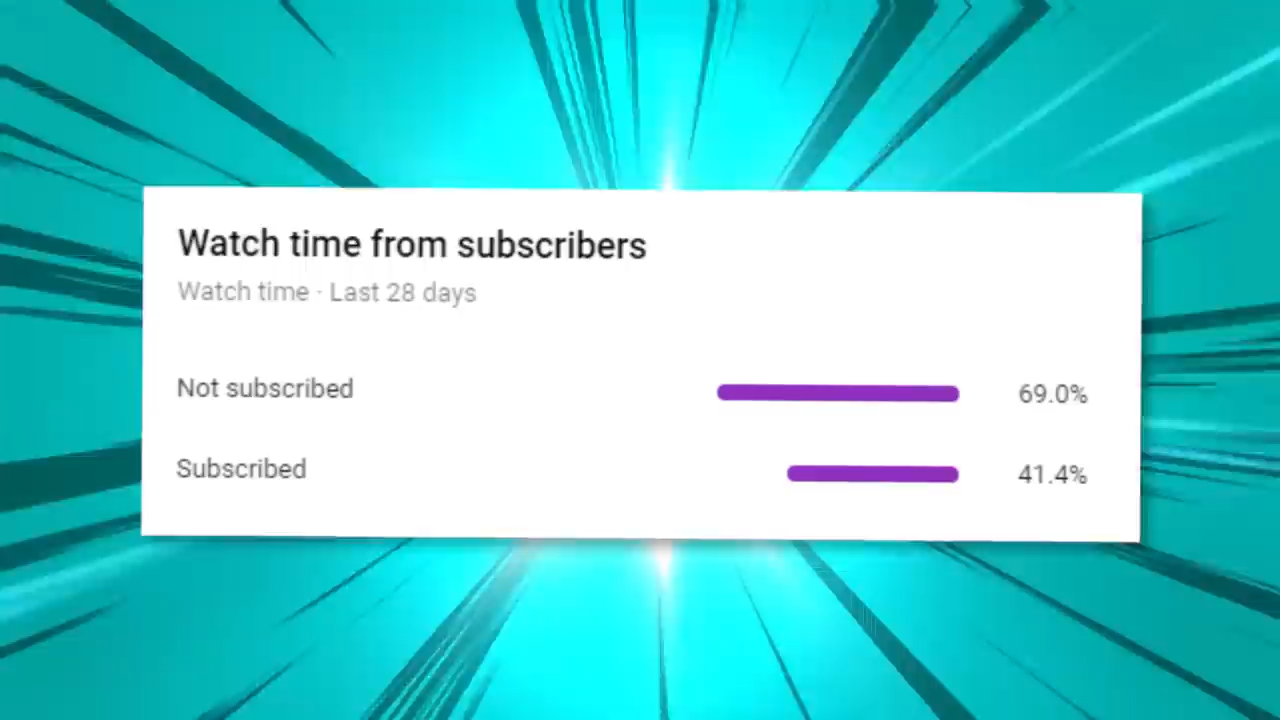 Watch time from subscribers
Watch time · Last 28 days
Not subscribed 69.0%
Subscribed 41.4%